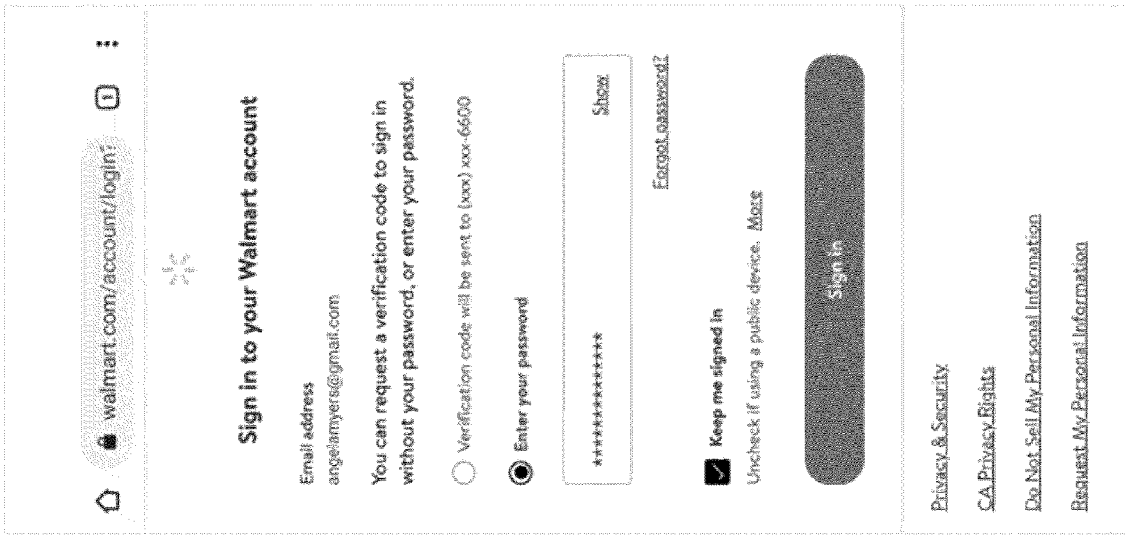 walmart.com/account/login?
Sign in to your Walmart account
Email address
angelamyers@gmail.com
You can request a verification code to sign in
without your password, or enter your password.
Verification code will be sent to (xxx) xxx-6600
Enter your password
************** Show
Forgot password?
Keep me signed in
Uncheck if using a public device. More
Sign in
Privacy & Security
CA Privacy Rights
Do Not Sell My Personal Information
Request My Personal Information